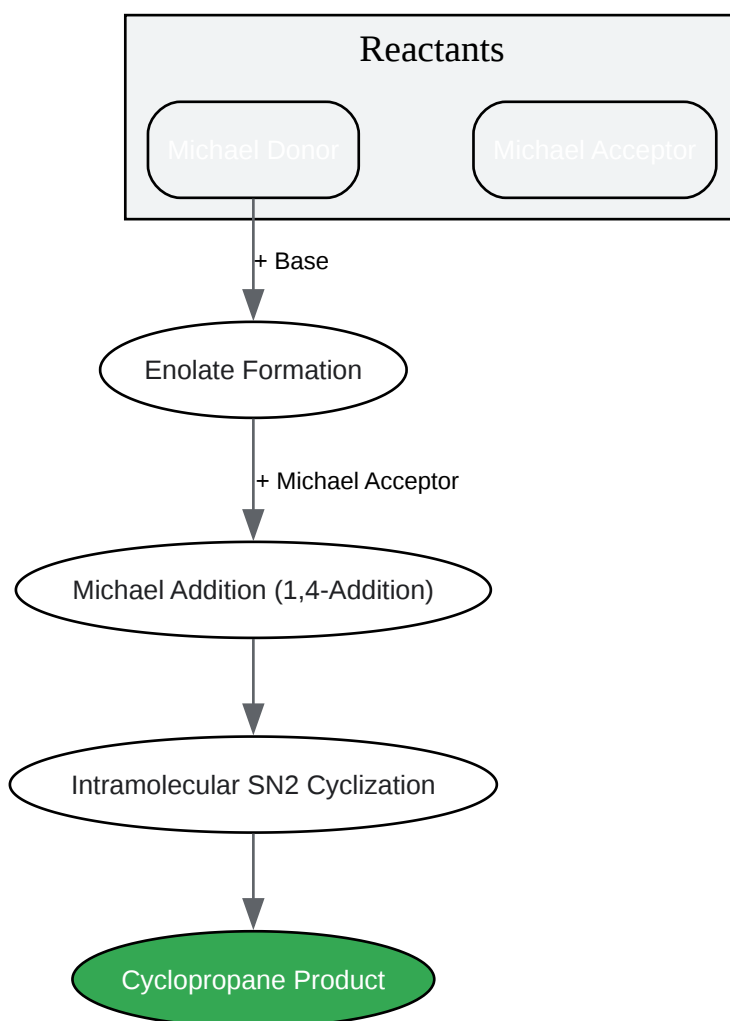 Reactants
Michael Donor
Michael Acceptor
+ Base
Enolate Formation
+ Michael Acceptor
Michael Addition (1,4-Addition)
Intramolecular SN2 Cyclization
Cyclopropane Product